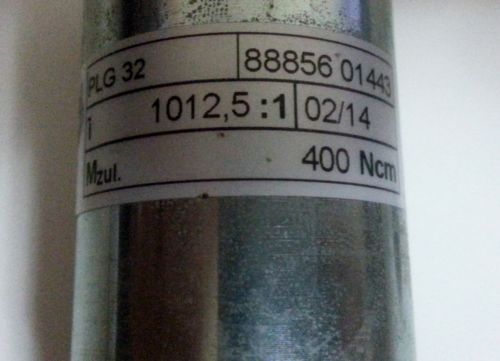 PLG 32 88856 01443
i 1012,5 :1 02/14
Mzul. 400 Ncm